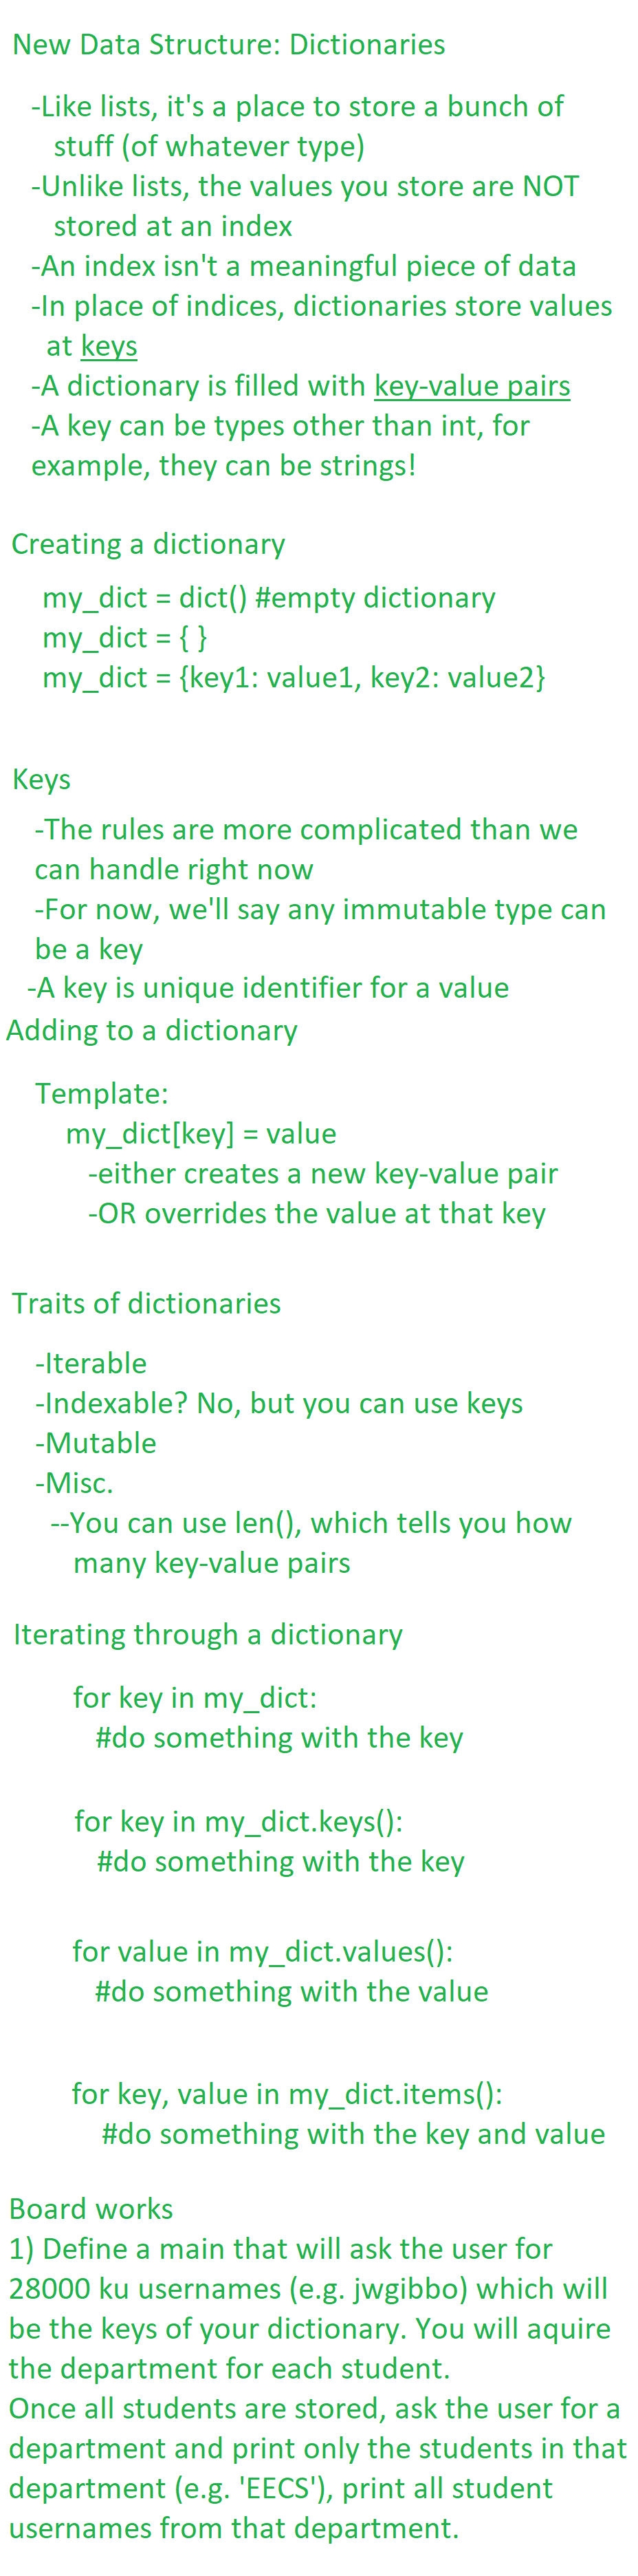 New Data Structure: Dictionaries
-Like lists, it's a place to store a bunch of
stuff (of whatever type)
-Unlike lists, the values you store are NOT
stored at an index
-An index isn't a meaningful piece of data
-In place of indices, dictionaries store values
at keys
-A dictionary is filled with key-value pairs
-A key can be types other than int, for
example, they can be strings!
Creating a dictionary
my_dict = dict() #empty dictionary
my_dict = { }
my_dict = {key1: value1, key2: value2}
Keys
-The rules are more complicated than we
can handle right now
-For now, we'll say any immutable type can
be a key
-A key is unique identifier for a value
Adding to a dictionary
Template:
my_dict[key] = value
-either creates a new key-value pair
-OR overrides the value at that key
Traits of dictionaries
-Iterable
-Indexable? No, but you can use keys
-Mutable
-Misc.
--You can use len(), which tells you how
many key-value pairs
Iterating through a dictionary
for key in my_dict:
#do something with the key
for key in my_dict.keys():
#do something with the key
for value in my_dict.values():
#do something with the value
for key, value in my_dict.items():
#do something with the key and value
Board works
1) Define a main that will ask the user for
28000 ku usernames (e.g. jwgibbo) which will
be the keys of your dictionary. You will aquire
the department for each student.
Once all students are stored, ask the user for a
department and print only the students in that
department (e.g. 'EECS'), print all student
usernames from that department.